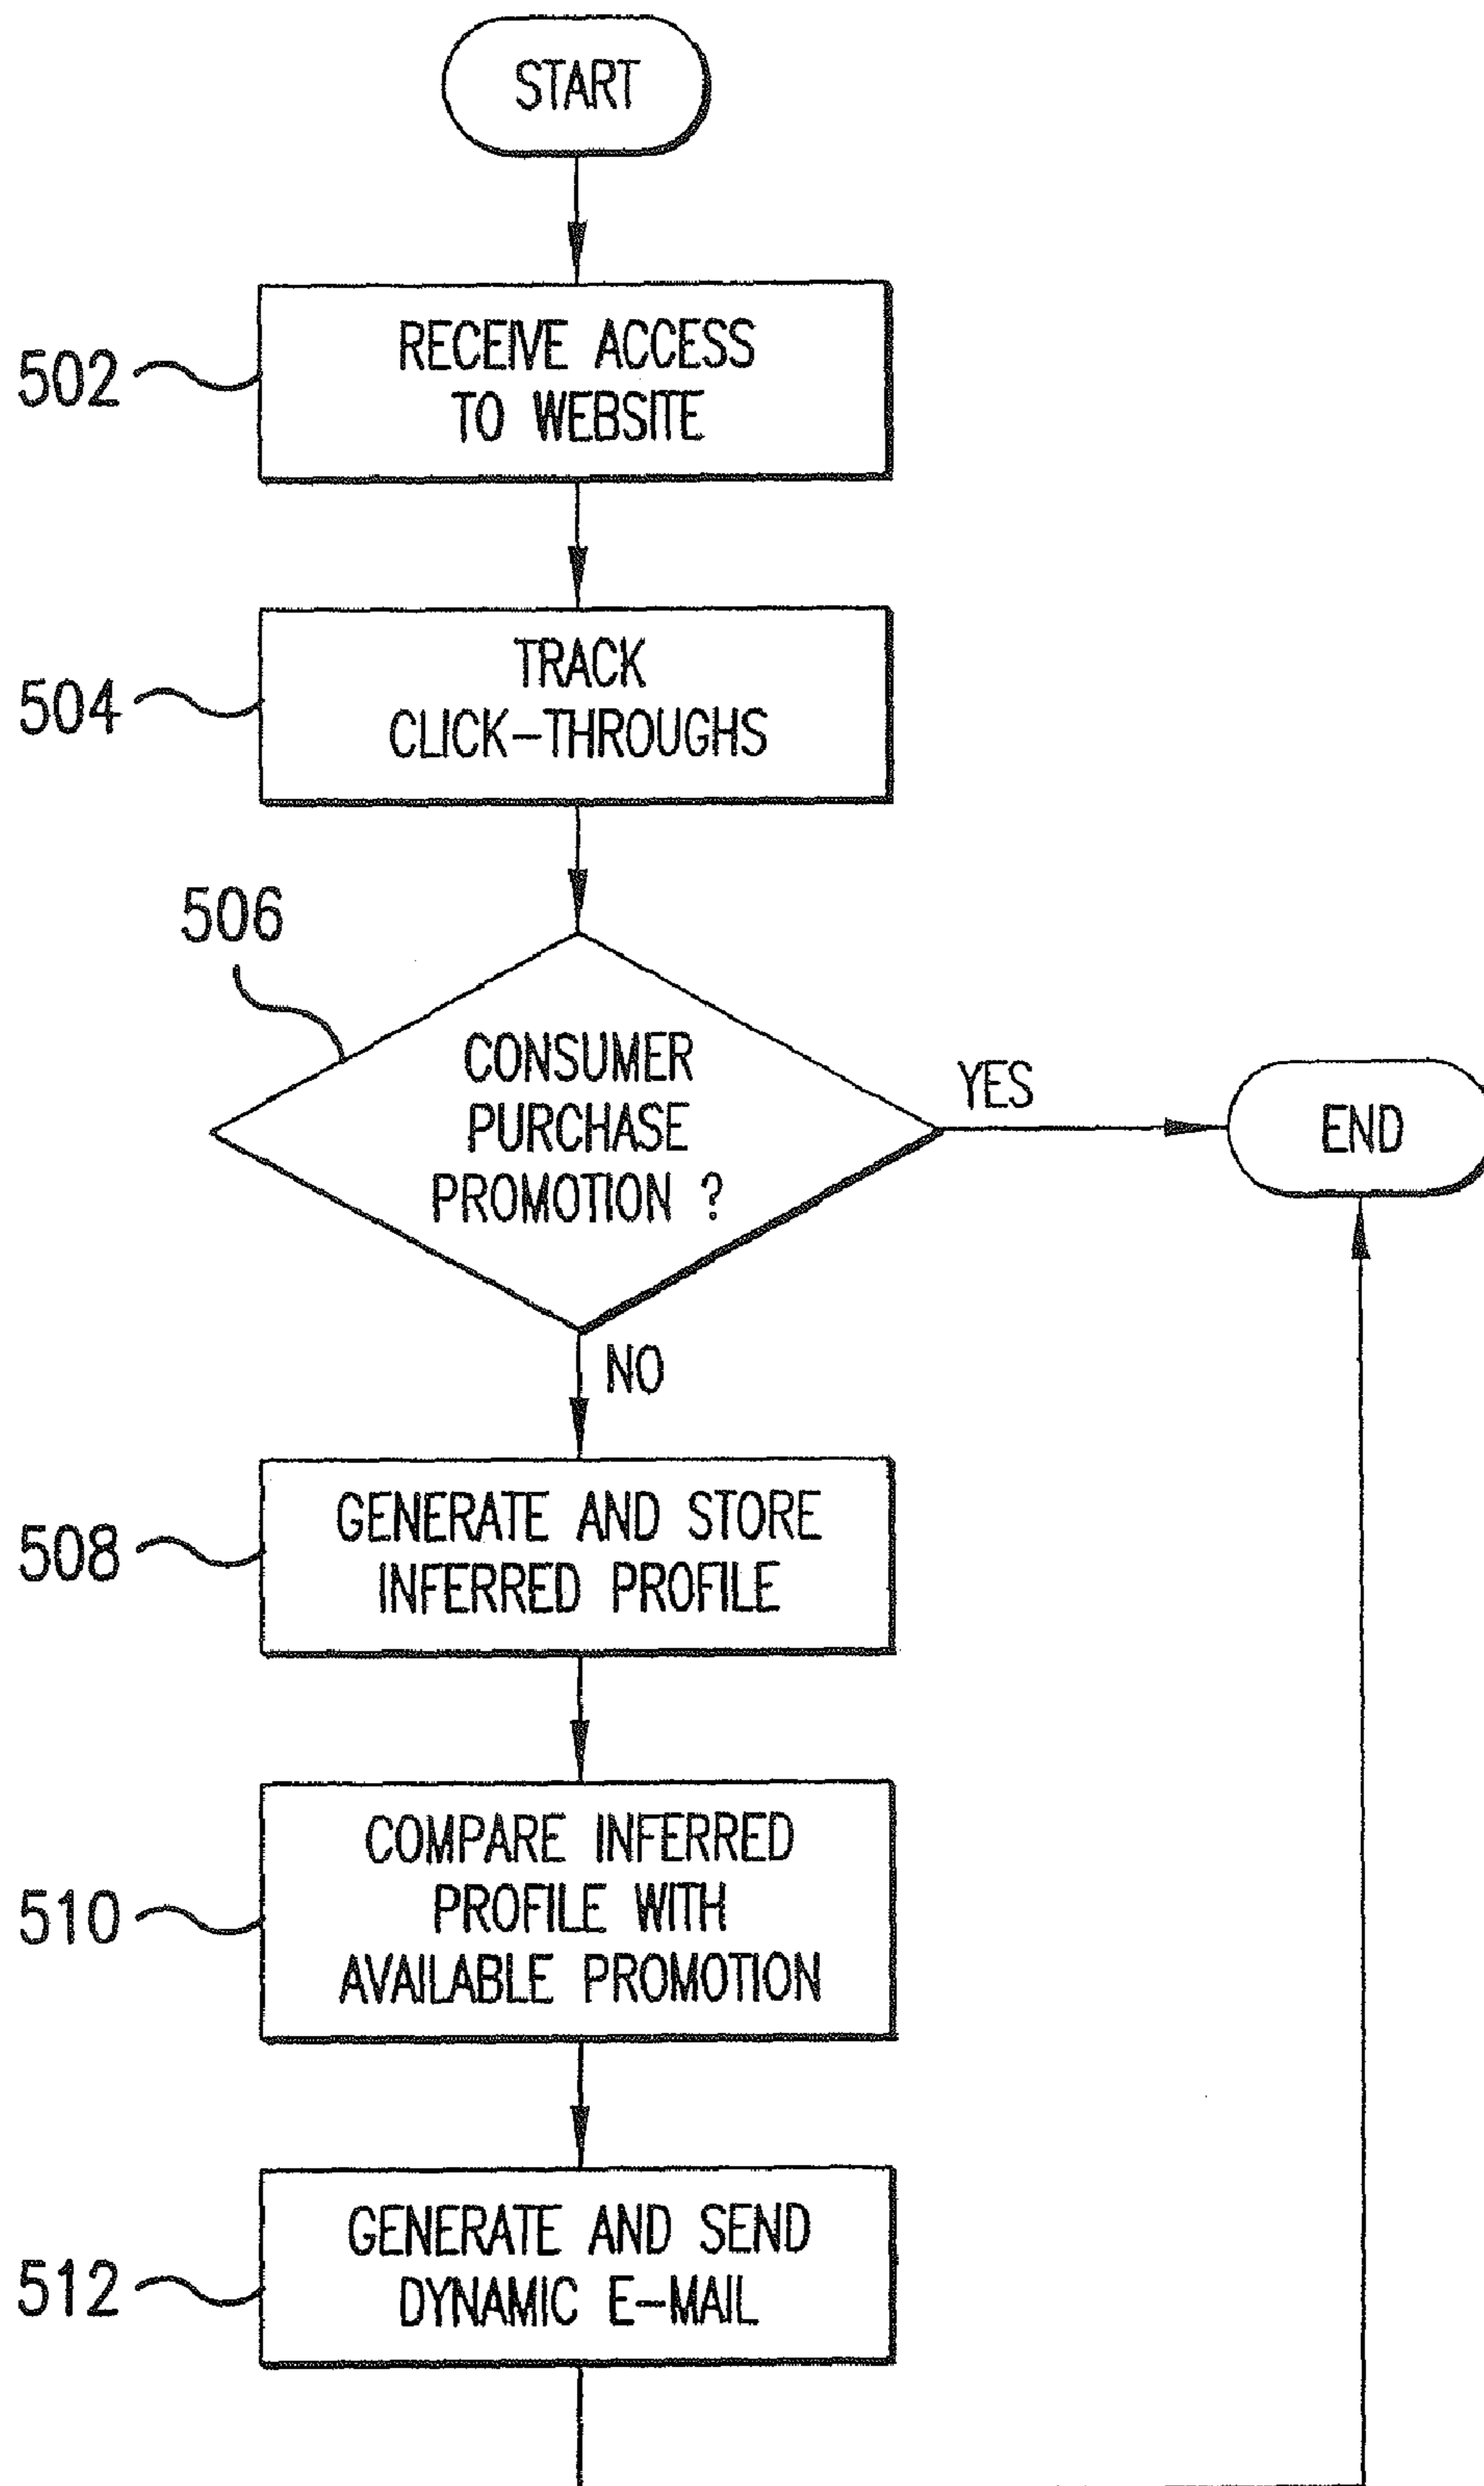 START
502
RECEIVE ACCESS
TO WEBSITE
504
TRACK
CLICK-THROUGHS
506
CONSUMER
PURCHASE
PROMOTION ?
YES
END
NO
508
GENERATE AND STORE
INFERRED PROFILE
510
COMPARE INFERRED
PROFILE WITH
AVAILABLE PROMOTION
512
GENERATE AND SEND
DYNAMIC E-MAIL